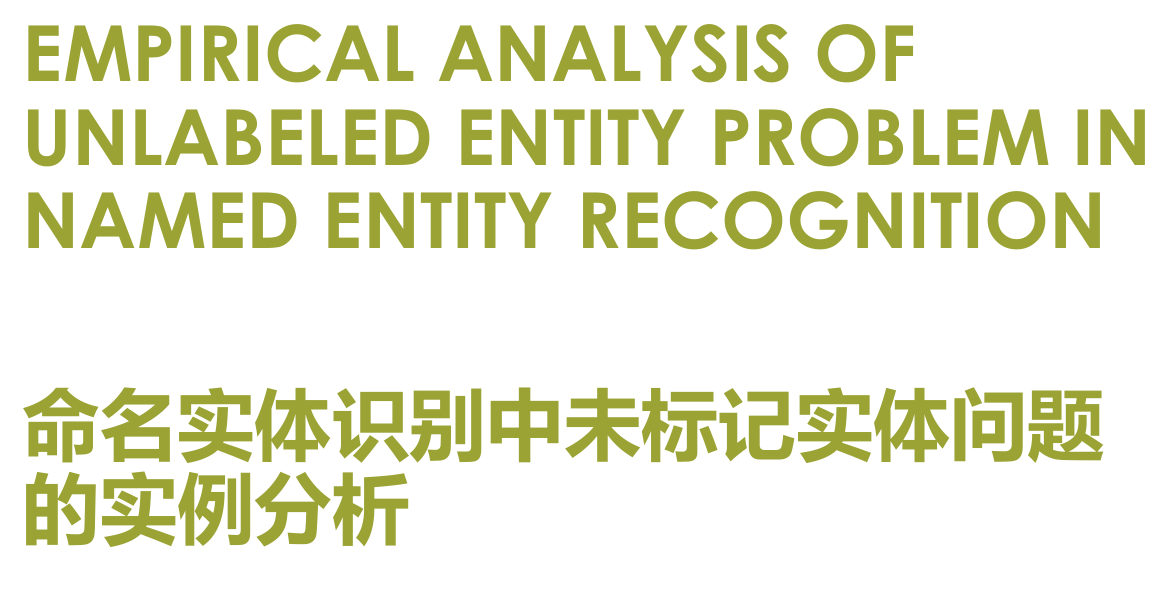 EMPIRICAL ANALYSIS OF
UNLABELED ENTITY PROBLEM IN
NAMED ENTITY RECOGNITION
命名实体识别中未标记实体问题
的实例分析